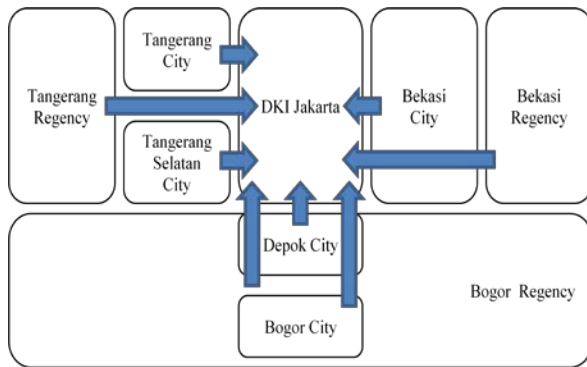 Tangerang
City
Tangerang
Regency
Tangerang
Selatan
City
DKI Jakarta
Bekasi
City
Bekasi
Regency
Depok City
Bogor City
Bogor Regency